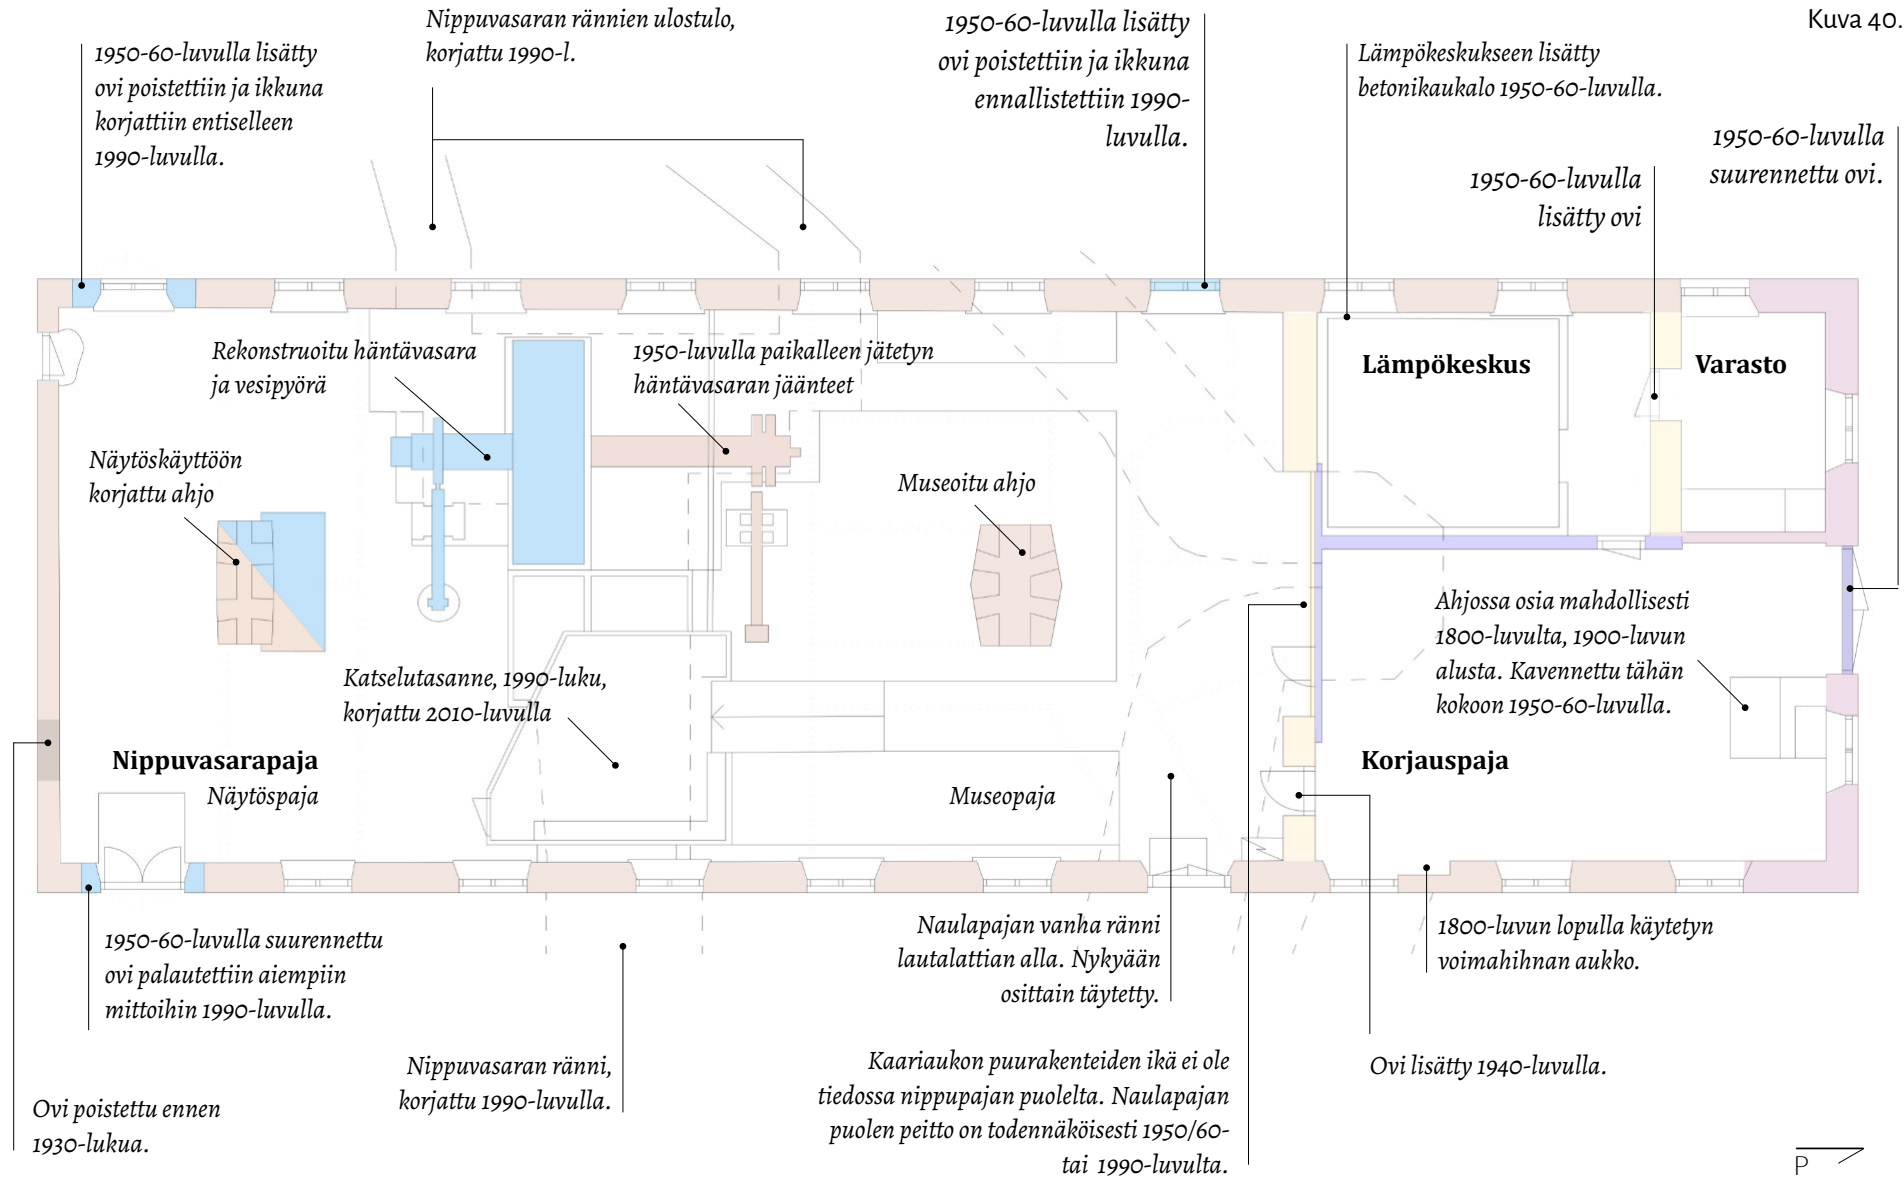 Kuva 40.
1950-60-luvulla lisätty
ovi poistettiin ja ikkuna
korjattiin entiselleen
1990-luvulla.
Nippuvasaran rännien ulostulo,
korjattu 1990-l.
1950-60-luvulla lisätty
ovi poistettiin ja ikkuna
ennallistettiin 1990-
luvulla.
Lämpökeskukseen lisätty
betonikaukalo 1950-60-luvulla.
1950-60-luvulla
lisätty ovi
1950-60-luvulla
suurennettu ovi.
Rekonstruoitu häntävasara
ja vesipyörä
1950-luvulla paikalleen jätetyn
häntävasaran jäänteet
Lämpökeskus
Varasto
Näytöskäyttöön
korjattu ahjo
Museoitu ahjo
Ahjossa osia mahdollisesti
1800-luvulta, 1900-luvun
alusta. Kavennettu tähän
kokoon 1950-60-luvulla.
Katselutasanne, 1990-luku,
korjattu 2010-luvulla
Nippuvasarapaja
Näytöspaja
Museopaja
Korjauspaja
1950-60-luvulla suurennettu
ovi palautettiin aiempiin
mittoihin 1990-luvulla.
Naulapajan vanha ränni
lautalattian alla. Nykyään
osittain täytetty.
1800-luvun lopulla käytetyn
voimahihnan aukko.
Ovi poistettu ennen
1930-lukua.
Nippuvasaran ränni,
korjattu 1990-luvulla.
Kaariaukon puurakenteiden ikä ei ole
tiedossa nippupajan puolelta. Naulapajan
puolen peitto on todennäköisesti 1950/60-
tai 1990-luvulta.
Ovi lisätty 1940-luvulla.
P